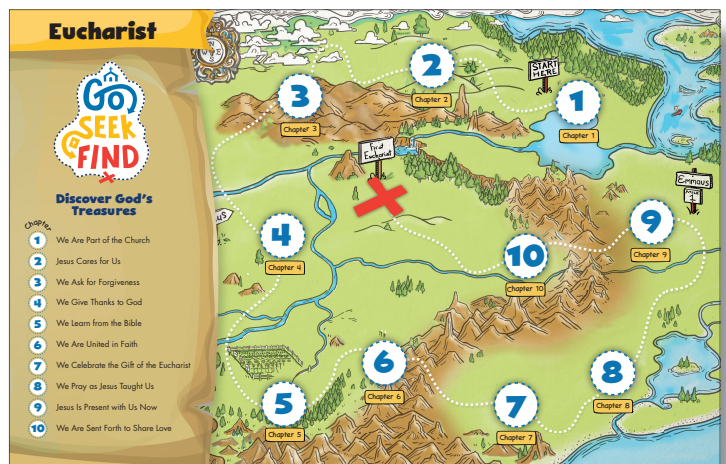 Eucharist
GO
SEEK
FIND
Discover God's
Treasures
Chapter
1 We Are Part of the Church
2 Jesus Cares for Us
3 We Ask for Forgiveness
4 We Give Thanks to God
5 We Learn from the Bible
6 We Are United in Faith
7 We Celebrate the Gift of the Eucharist
8 We Pray as Jesus Taught Us
9 Jesus Is Present with Us Now
10 We Are Sent Forth to Share Love
N
START
HERE
1
Chapter 1
2
Chapter 2
3
Chapter 3
First
Eucharist
Emmaus
4
Chapter 4
9
Chapter 9
10
Chapter 10
6
Chapter 6
8
Chapter 8
5
Chapter 5
7
Chapter 7